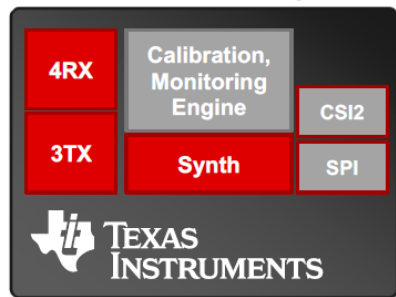 4RX
Calibration,
Monitoring
Engine
CSI2
3TX
Synth
SPI
TEXAS
INSTRUMENTS